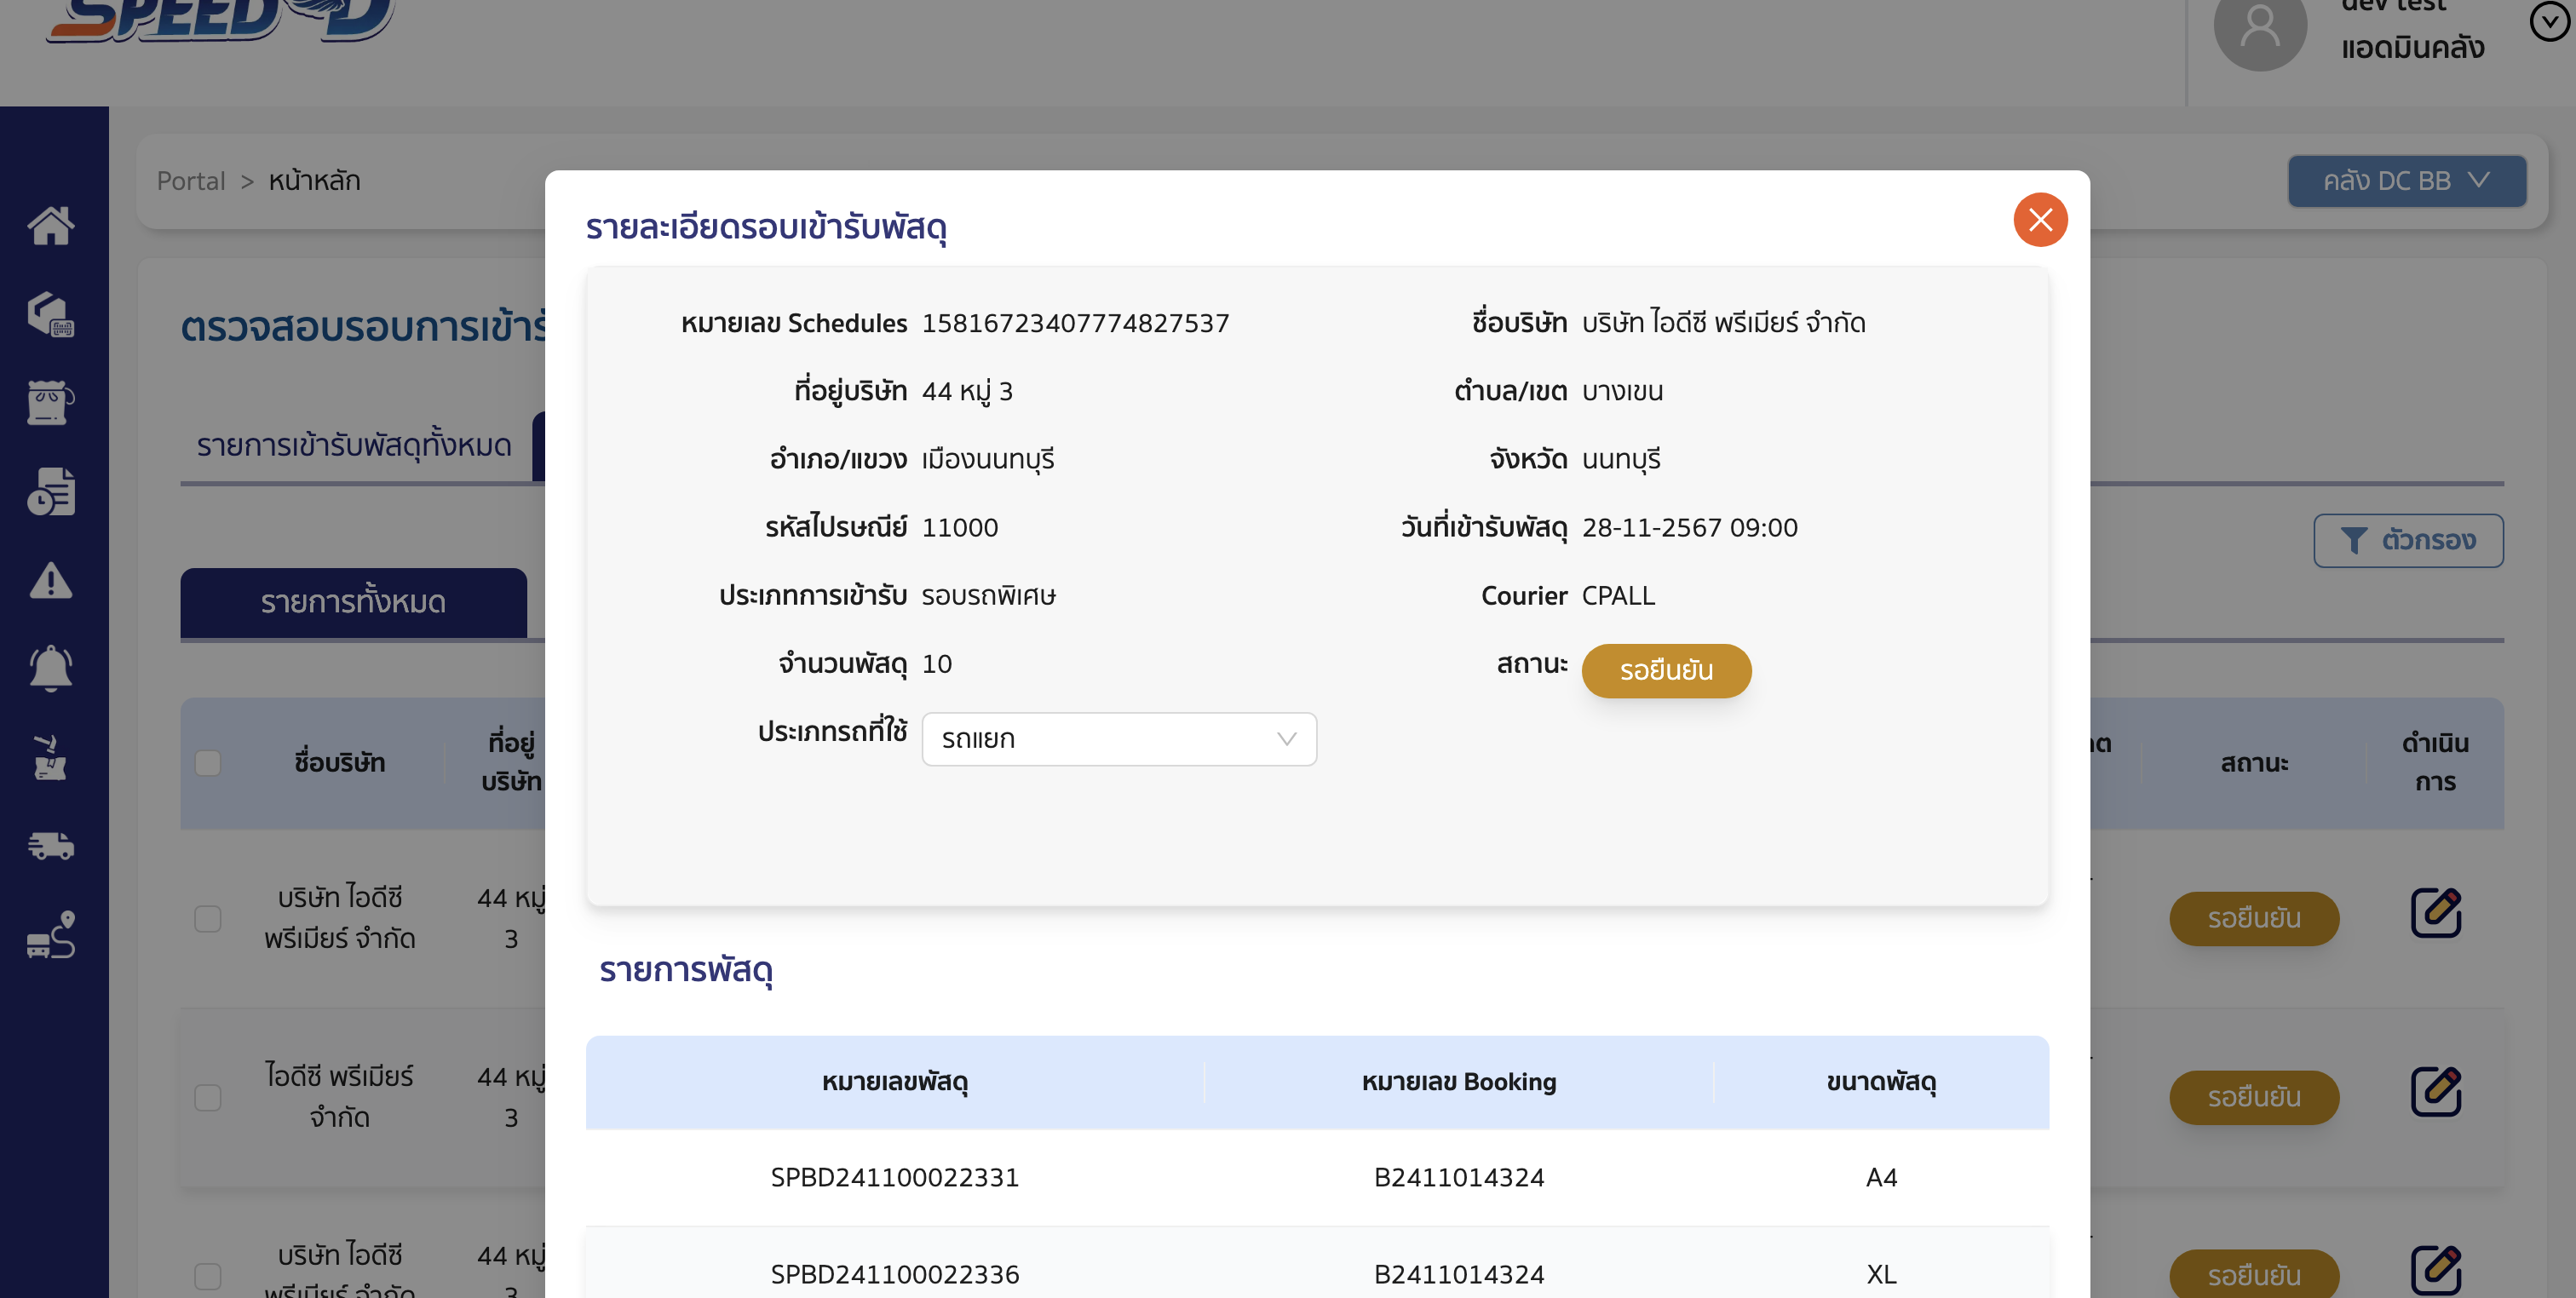 SPEED D
dev test
แอดมินคลัง
Portal > หน้าหลัก
คลัง DC BB
ตรวจสอบรอบการเข้ารั
รายการเข้ารับพัสดุทั้งหมด
ตัวกรอง
รายการทั้งหมด
ชื่อบริษัท
ที่อยู่
บริษัท
สถานะ
ดำเนิน
การ
บริษัท ไอดีซี
พรีเมียร์ จำกัด
44 หมู่
3
รอยืนยัน
ไอดีซี พรีเมียร์
จำกัด
44 หมู่
3
รอยืนยัน
บริษัท ไอดีซี
พรีเมียร์ จำกัด
44 หมู่
3
รอยืนยัน
รายละเอียดรอบเข้ารับพัสดุ
หมายเลข Schedules 15816723407774827537
ชื่อบริษัท บริษัท ไอดีซี พรีเมียร์ จำกัด
ที่อยู่บริษัท 44 หมู่ 3
ตำบล/เขต บางเขน
อำเภอ/แขวง เมืองนนทบุรี
จังหวัด นนทบุรี
รหัสไปรษณีย์ 11000
วันที่เข้ารับพัสดุ 28-11-2567 09:00
ประเภทการเข้ารับ รอบรถพิเศษ
Courier CPALL
จำนวนพัสดุ 10
สถานะ รอยืนยัน
ประเภทรถที่ใช้ รถแยก
รายการพัสดุ
หมายเลขพัสดุ หมายเลข Booking ขนาดพัสดุ
SPBD241100022331 B2411014324 A4
SPBD241100022336 B2411014324 XL